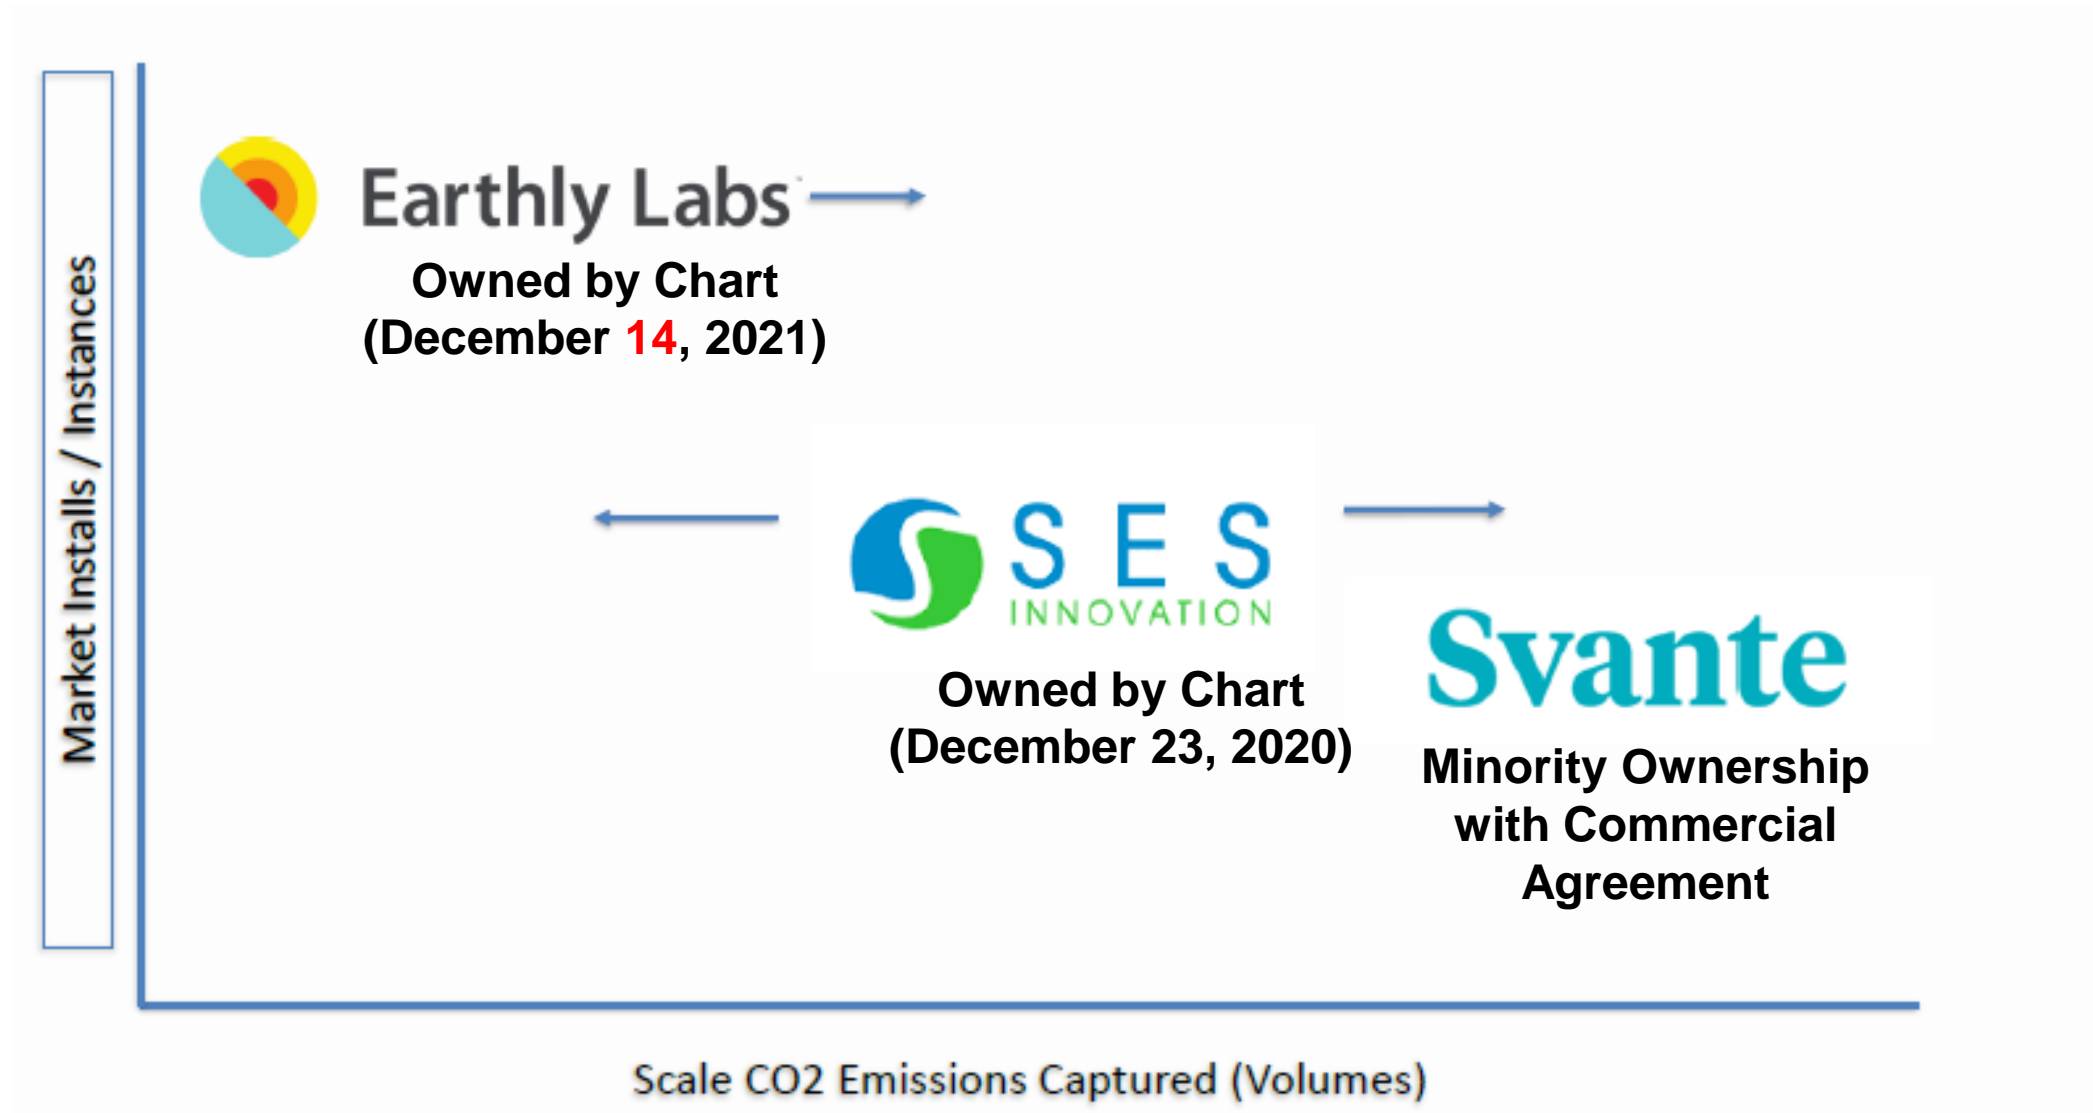 Market Installs / Instances
Earthly Labs
Owned by Chart
(December 14, 2021)
S E S
INNOVATION
Owned by Chart
(December 23, 2020)
Svante
Minority Ownership
with Commercial
Agreement
Scale CO2 Emissions Captured (Volumes)